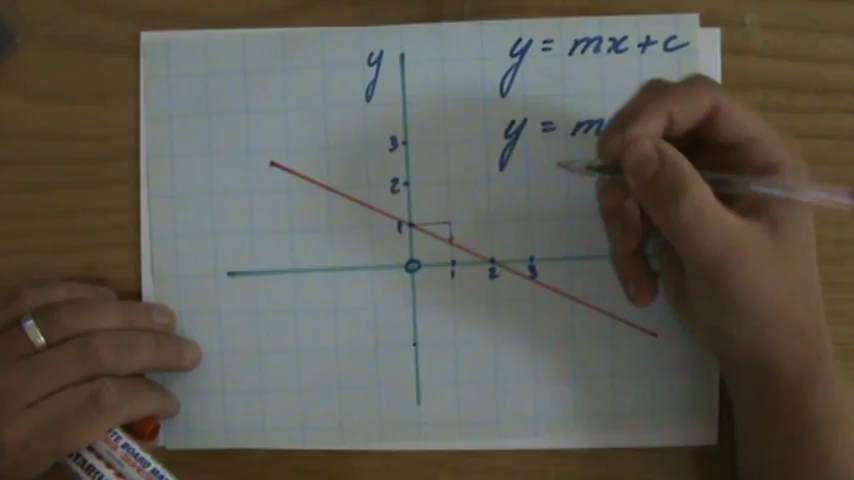 y = mx + c
y
y = m
3
2
1
0 1 2 3